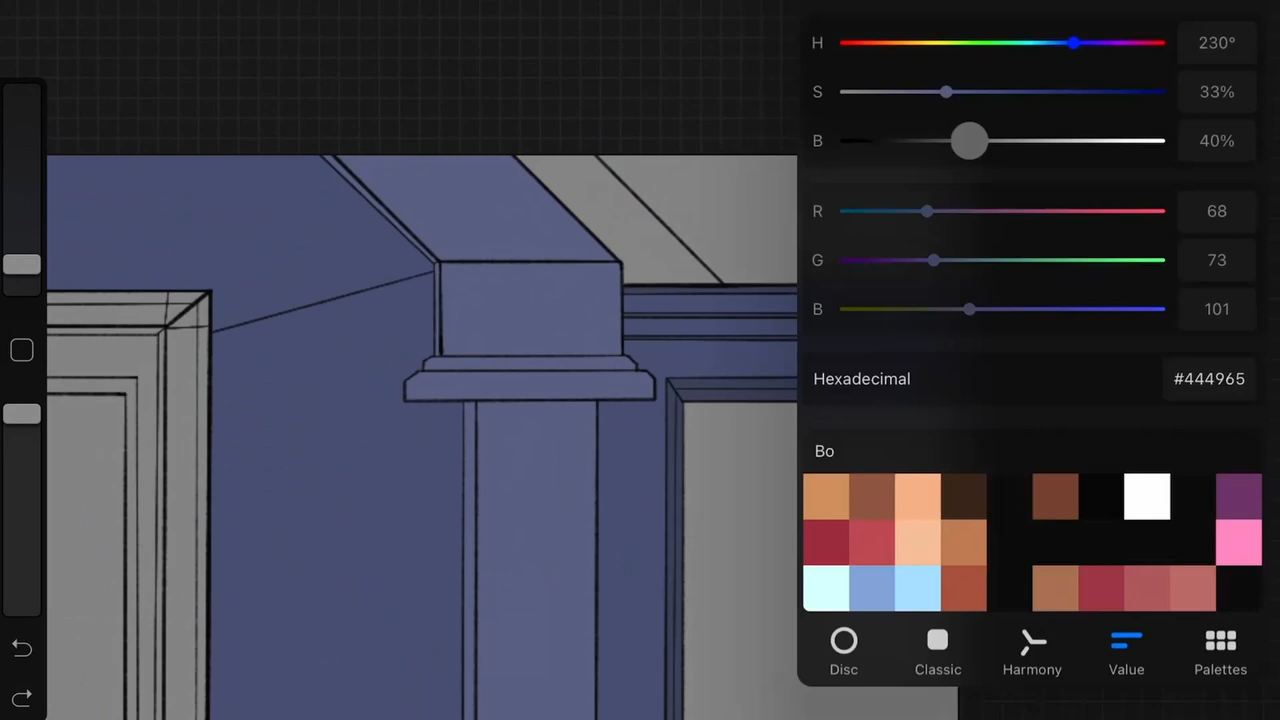 H 230°
S 33%
B 40%
R 68
G 73
B 101
Hexadecimal #444965
Bo
Disc Classic Harmony Value Palettes